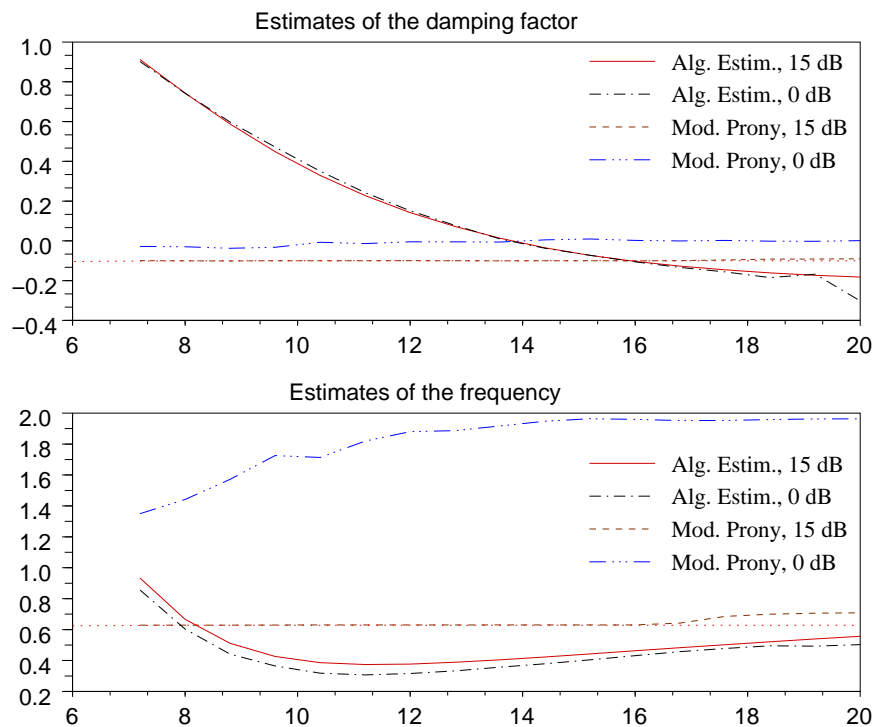 Estimates of the damping factor
1.0
0.8
0.6
0.4
0.2
0.0
−0.2
−0.4
Alg. Estim., 15 dB
Alg. Estim., 0 dB
Mod. Prony, 15 dB
Mod. Prony, 0 dB
6 8 10 12 14 16 18 20
Estimates of the frequency
2.0
1.8
1.6
1.4
1.2
1.0
0.8
0.6
0.4
0.2
Alg. Estim., 15 dB
Alg. Estim., 0 dB
Mod. Prony, 15 dB
Mod. Prony, 0 dB
6 8 10 12 14 16 18 20